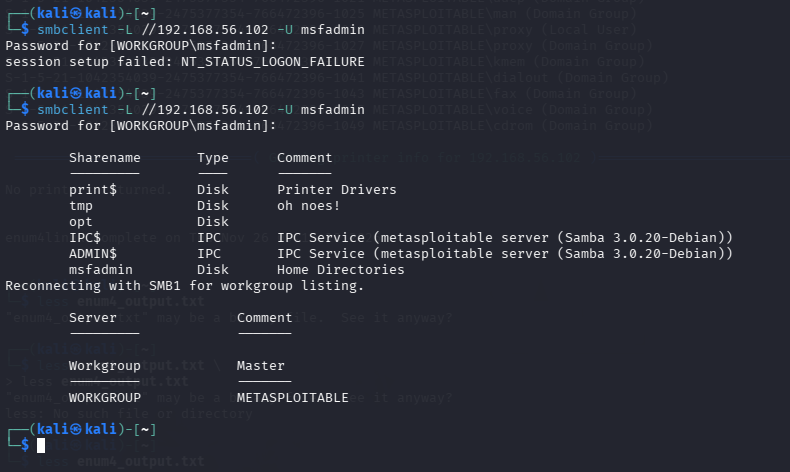 ┌──(kali㉿kali)-[~]
└─$ smbclient -L //192.168.56.102 -U msfadmin
Password for [WORKGROUP\msfadmin]:
session setup failed: NT_STATUS_LOGON_FAILURE
┌──(kali㉿kali)-[~]
└─$ smbclient -L //192.168.56.102 -U msfadmin
Password for [WORKGROUP\msfadmin]:
Sharename Type Comment
--------- ---- -------
print$ Disk Printer Drivers
tmp Disk oh noes!
opt Disk
IPC$ IPC IPC Service (metasploitable server (Samba 3.0.20-Debian))
ADMIN$ IPC IPC Service (metasploitable server (Samba 3.0.20-Debian))
msfadmin Disk Home Directories
Reconnecting with SMB1 for workgroup listing.
Server Comment
--------- -------
Workgroup Master
--------- -------
WORKGROUP METASPLOITABLE
┌──(kali㉿kali)-[~]
└─$